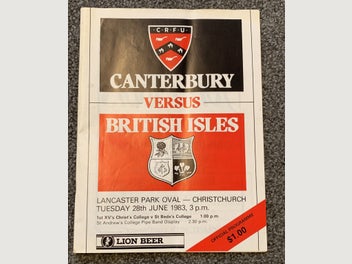 C R F U
CANTERBURY
VERSUS
BRITISH ISLES
LANCASTER PARK OVAL — CHRISTCHURCH
TUESDAY 28th JUNE 1983, 3 p.m.
1st XV's Christ's College v St Bede's College 1.00 p.m.
St Andrew's College Pipe Band Display 2.30 p.m.
LION BEER
OFFICIAL PROGRAMME
$1.00